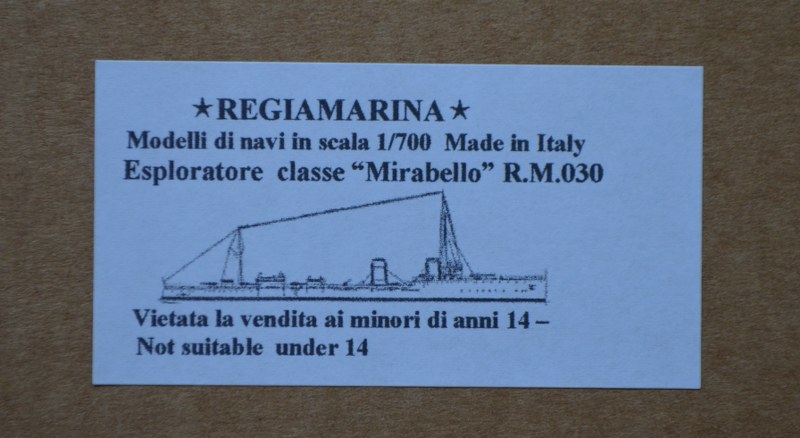 ★REGIAMARINA★
Modelli di navi in scala 1/700 Made in Italy
Esploratore classe “Mirabello” R.M.030
Vietata la vendita ai minori di anni 14 –
Not suitable under 14